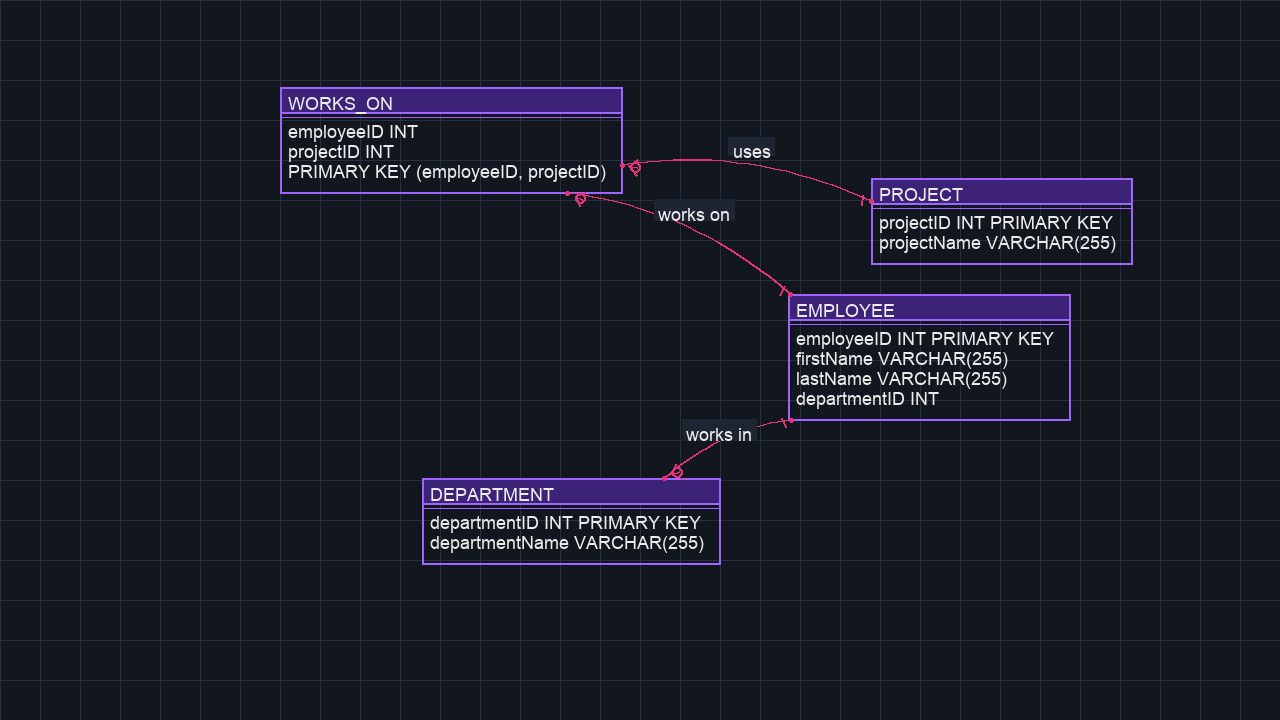 WORKS_ON
employeeID INT
projectID INT
PRIMARY KEY (employeeID, projectID)
uses
PROJECT
projectID INT PRIMARY KEY
projectName VARCHAR(255)
works on
EMPLOYEE
employeeID INT PRIMARY KEY
firstName VARCHAR(255)
lastName VARCHAR(255)
departmentID INT
works in
DEPARTMENT
departmentID INT PRIMARY KEY
departmentName VARCHAR(255)